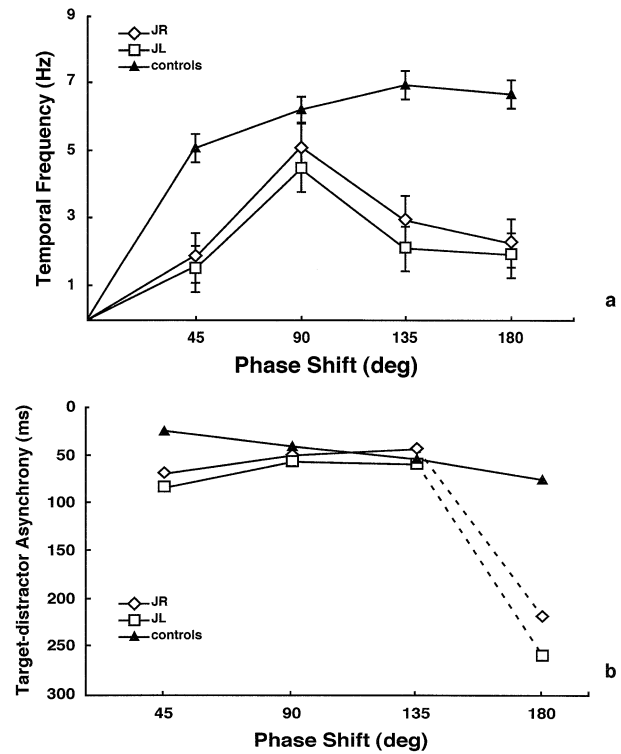 9
7
5
3
1
Temporal Frequency (Hz)
JR
JL
controls
45 90 135 180
Phase Shift (deg)
a
0
50
100
150
200
250
300
Target-distractor Asynchrony (ms)
JR
JL
controls
45 90 135 180
Phase Shift (deg)
b